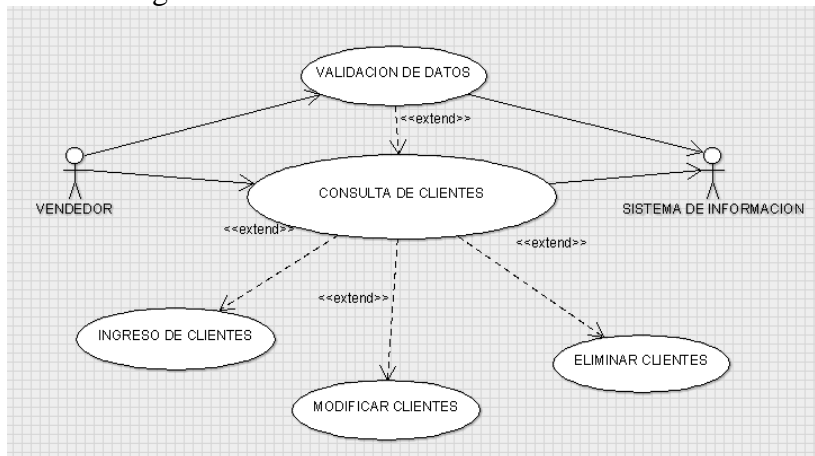 VALIDACION DE DATOS
<<extend>>
CONSULTA DE CLIENTES
VENDEDOR
SISTEMA DE INFORMACION
<<extend>>
<<extend>>
<<extend>>
INGRESO DE CLIENTES
ELIMINAR CLIENTES
MODIFICAR CLIENTES